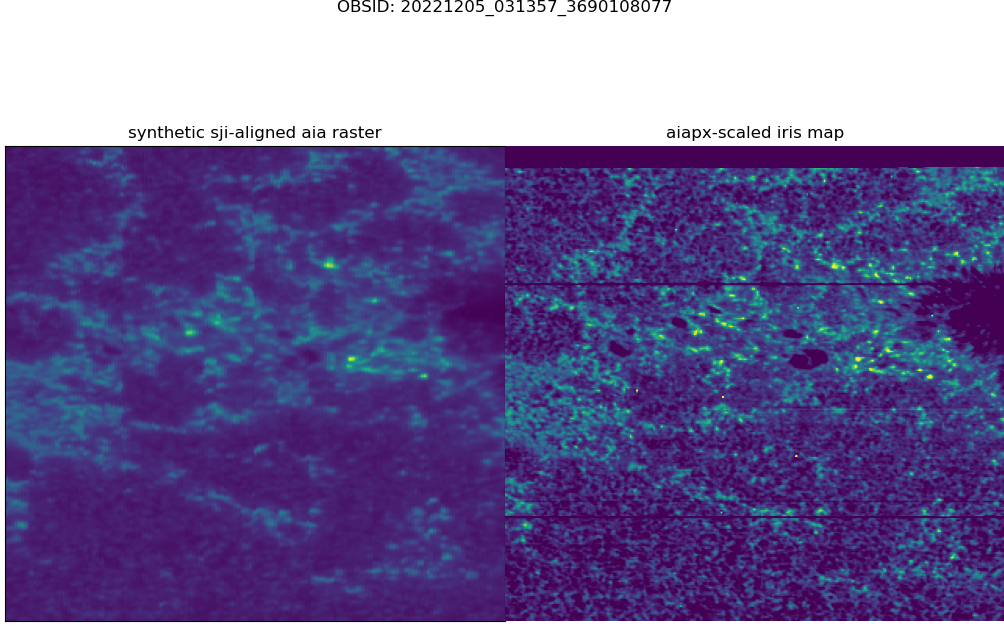 OBSID: 20221205_031357_3690108077
synthetic sji-aligned aia raster
aiapx-scaled iris map